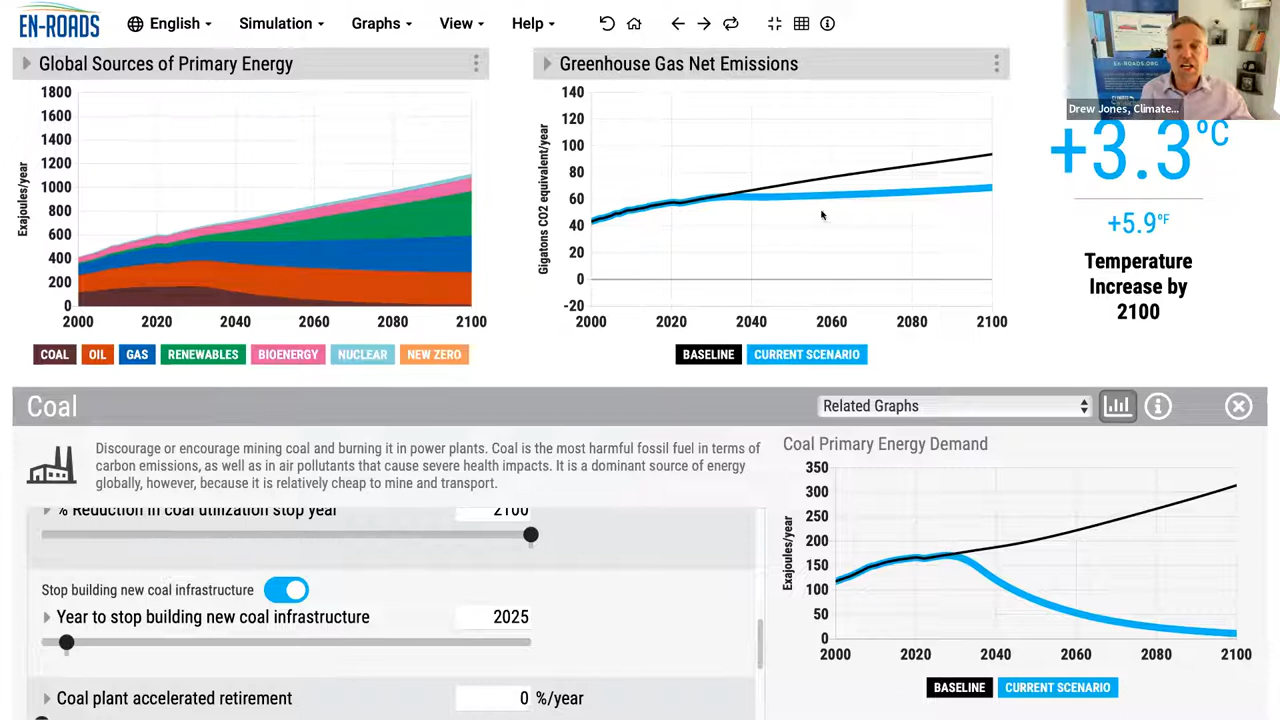 EN-ROADS
English
Simulation
Graphs
View
Help
Global Sources of Primary Energy
Exajoules/year
1800
1600
1400
1200
1000
800
600
400
200
0
2000 2020 2040 2060 2080 2100
COAL OIL GAS RENEWABLES BIOENERGY NUCLEAR NEW ZERO
Greenhouse Gas Net Emissions
Gigatons CO2 equivalent/year
140
120
100
80
60
40
20
0
-20
2000 2020 2040 2060 2080 2100
BASELINE CURRENT SCENARIO
EN-ROADS.ORG
Drew Jones, Climate...
+3.3°C
+5.9°F
Temperature
Increase by
2100
Coal
Related Graphs
Discourage or encourage mining coal and burning it in power plants. Coal is the most harmful fossil fuel in terms of
carbon emissions, as well as in air pollutants that cause severe health impacts. It is a dominant source of energy
globally, however, because it is relatively cheap to mine and transport.
% Reduction in coal utilization stop year 2100
Stop building new coal infrastructure
Year to stop building new coal infrastructure 2025
Coal plant accelerated retirement 0 %/year
Coal Primary Energy Demand
Exajoules/year
350
300
250
200
150
100
50
0
2000 2020 2040 2060 2080 2100
BASELINE CURRENT SCENARIO